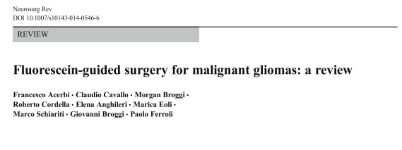 Neurosurg Rev
DOI 10.1007/s10143-014-0546-6
REVIEW
Fluorescein-guided surgery for malignant gliomas: a review
Francesco Acerbi • Claudio Cavallo • Morgan Broggi •
Roberto Cordella • Elena Anghileri • Marica Eoli •
Marco Schiariti • Giovanni Broggi • Paolo Ferroli